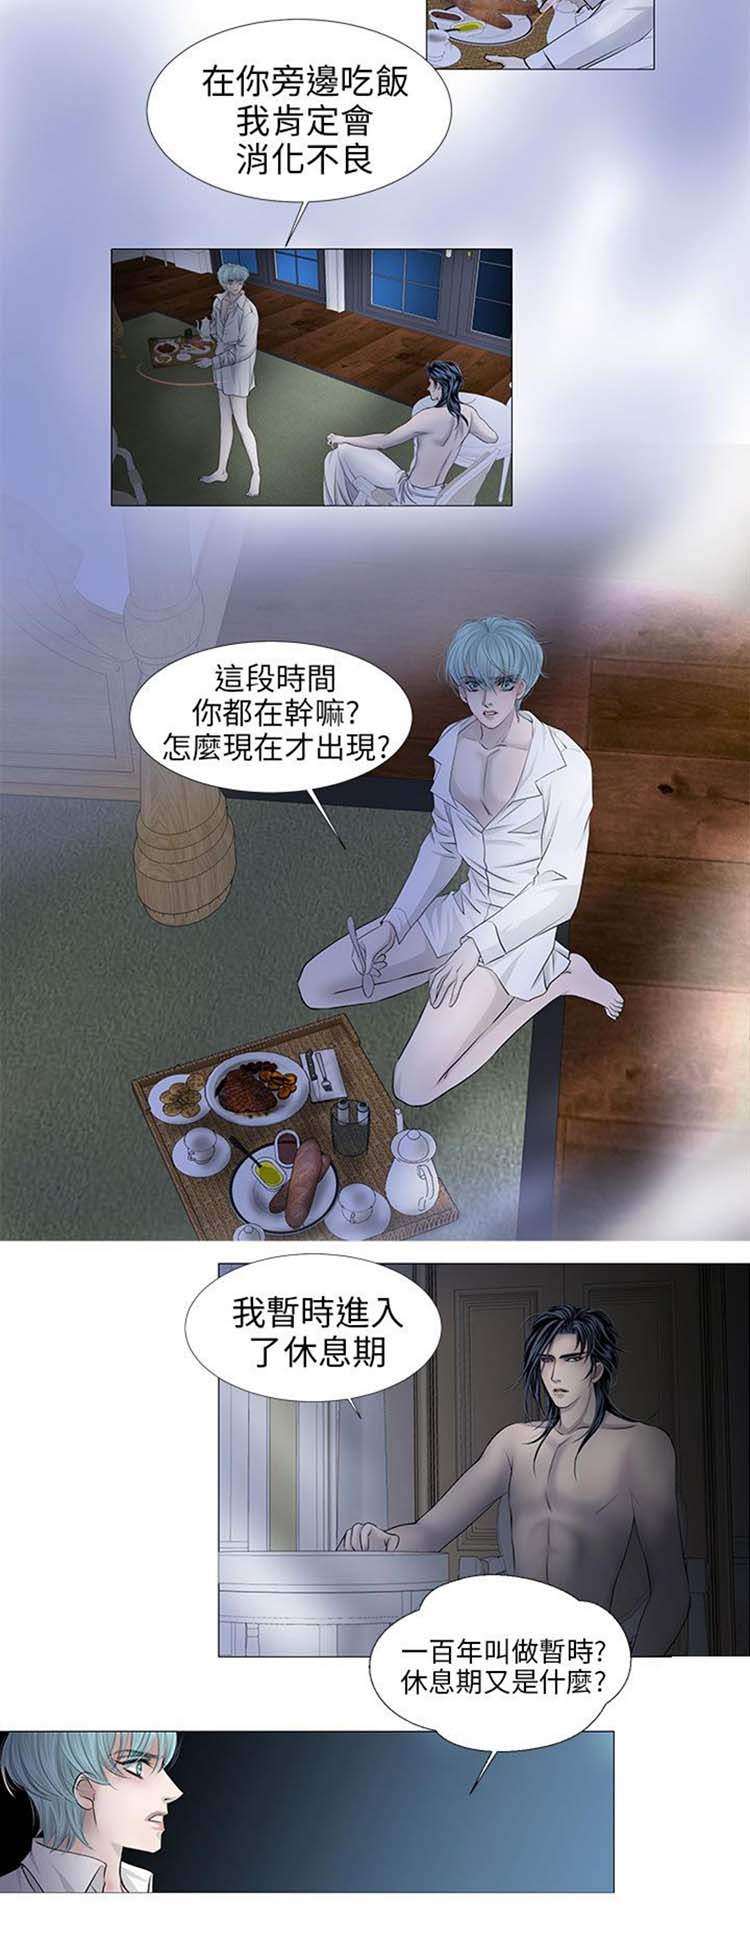 在你旁邊吃飯
我肯定會
消化不良
這段時間
你都在幹嘛?
怎麼現在才出現?
我暫時進入
了休息期
一百年叫做暫時?
休息期又是什麼?